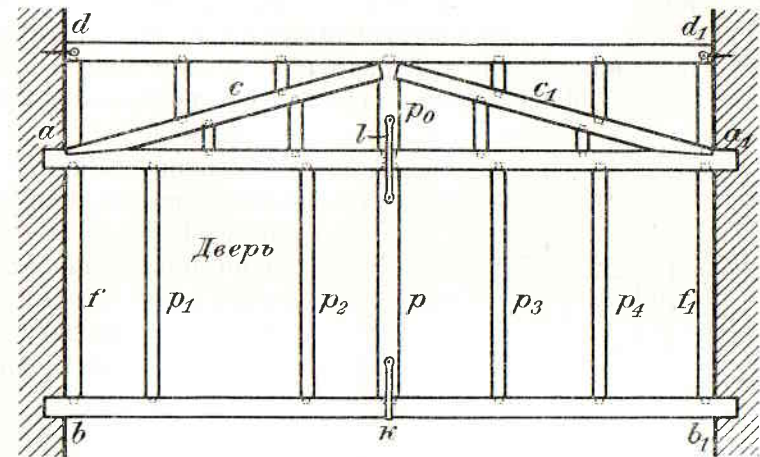 d d₁
c c₁
a l p₀ a₁
Дверь
f p₁ p₂ p p₃ p₄ f₁
b к b₁